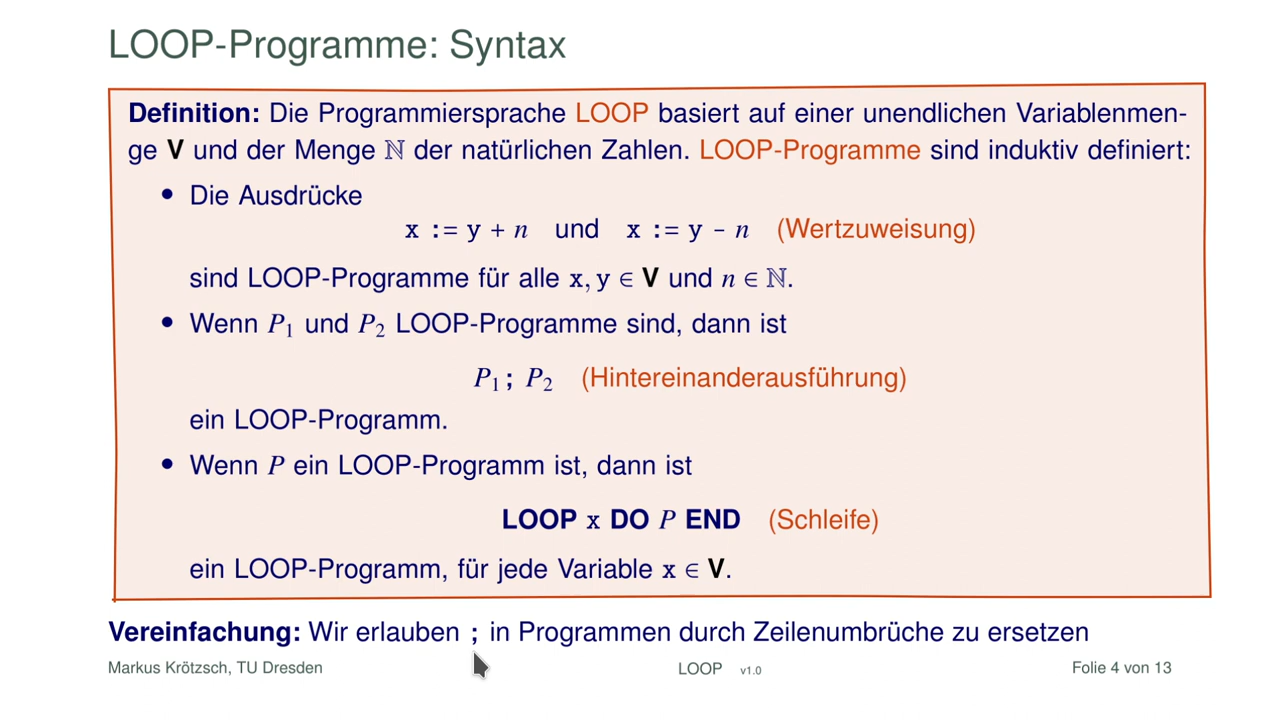 LOOP-Programme: Syntax
Definition: Die Programmiersprache LOOP basiert auf einer unendlichen Variablenmen-
ge V und der Menge ℕ der natürlichen Zahlen. LOOP-Programme sind induktiv definiert:
• Die Ausdrücke
x := y + n und x := y - n (Wertzuweisung)
sind LOOP-Programme für alle x, y ∈ V und n ∈ ℕ.
• Wenn P₁ und P₂ LOOP-Programme sind, dann ist
P₁; P₂ (Hintereinanderausführung)
ein LOOP-Programm.
• Wenn P ein LOOP-Programm ist, dann ist
LOOP x DO P END (Schleife)
ein LOOP-Programm, für jede Variable x ∈ V.
Vereinfachung: Wir erlauben ; in Programmen durch Zeilenumbrüche zu ersetzen
Markus Krötzsch, TU Dresden LOOP v1.0 Folie 4 von 13